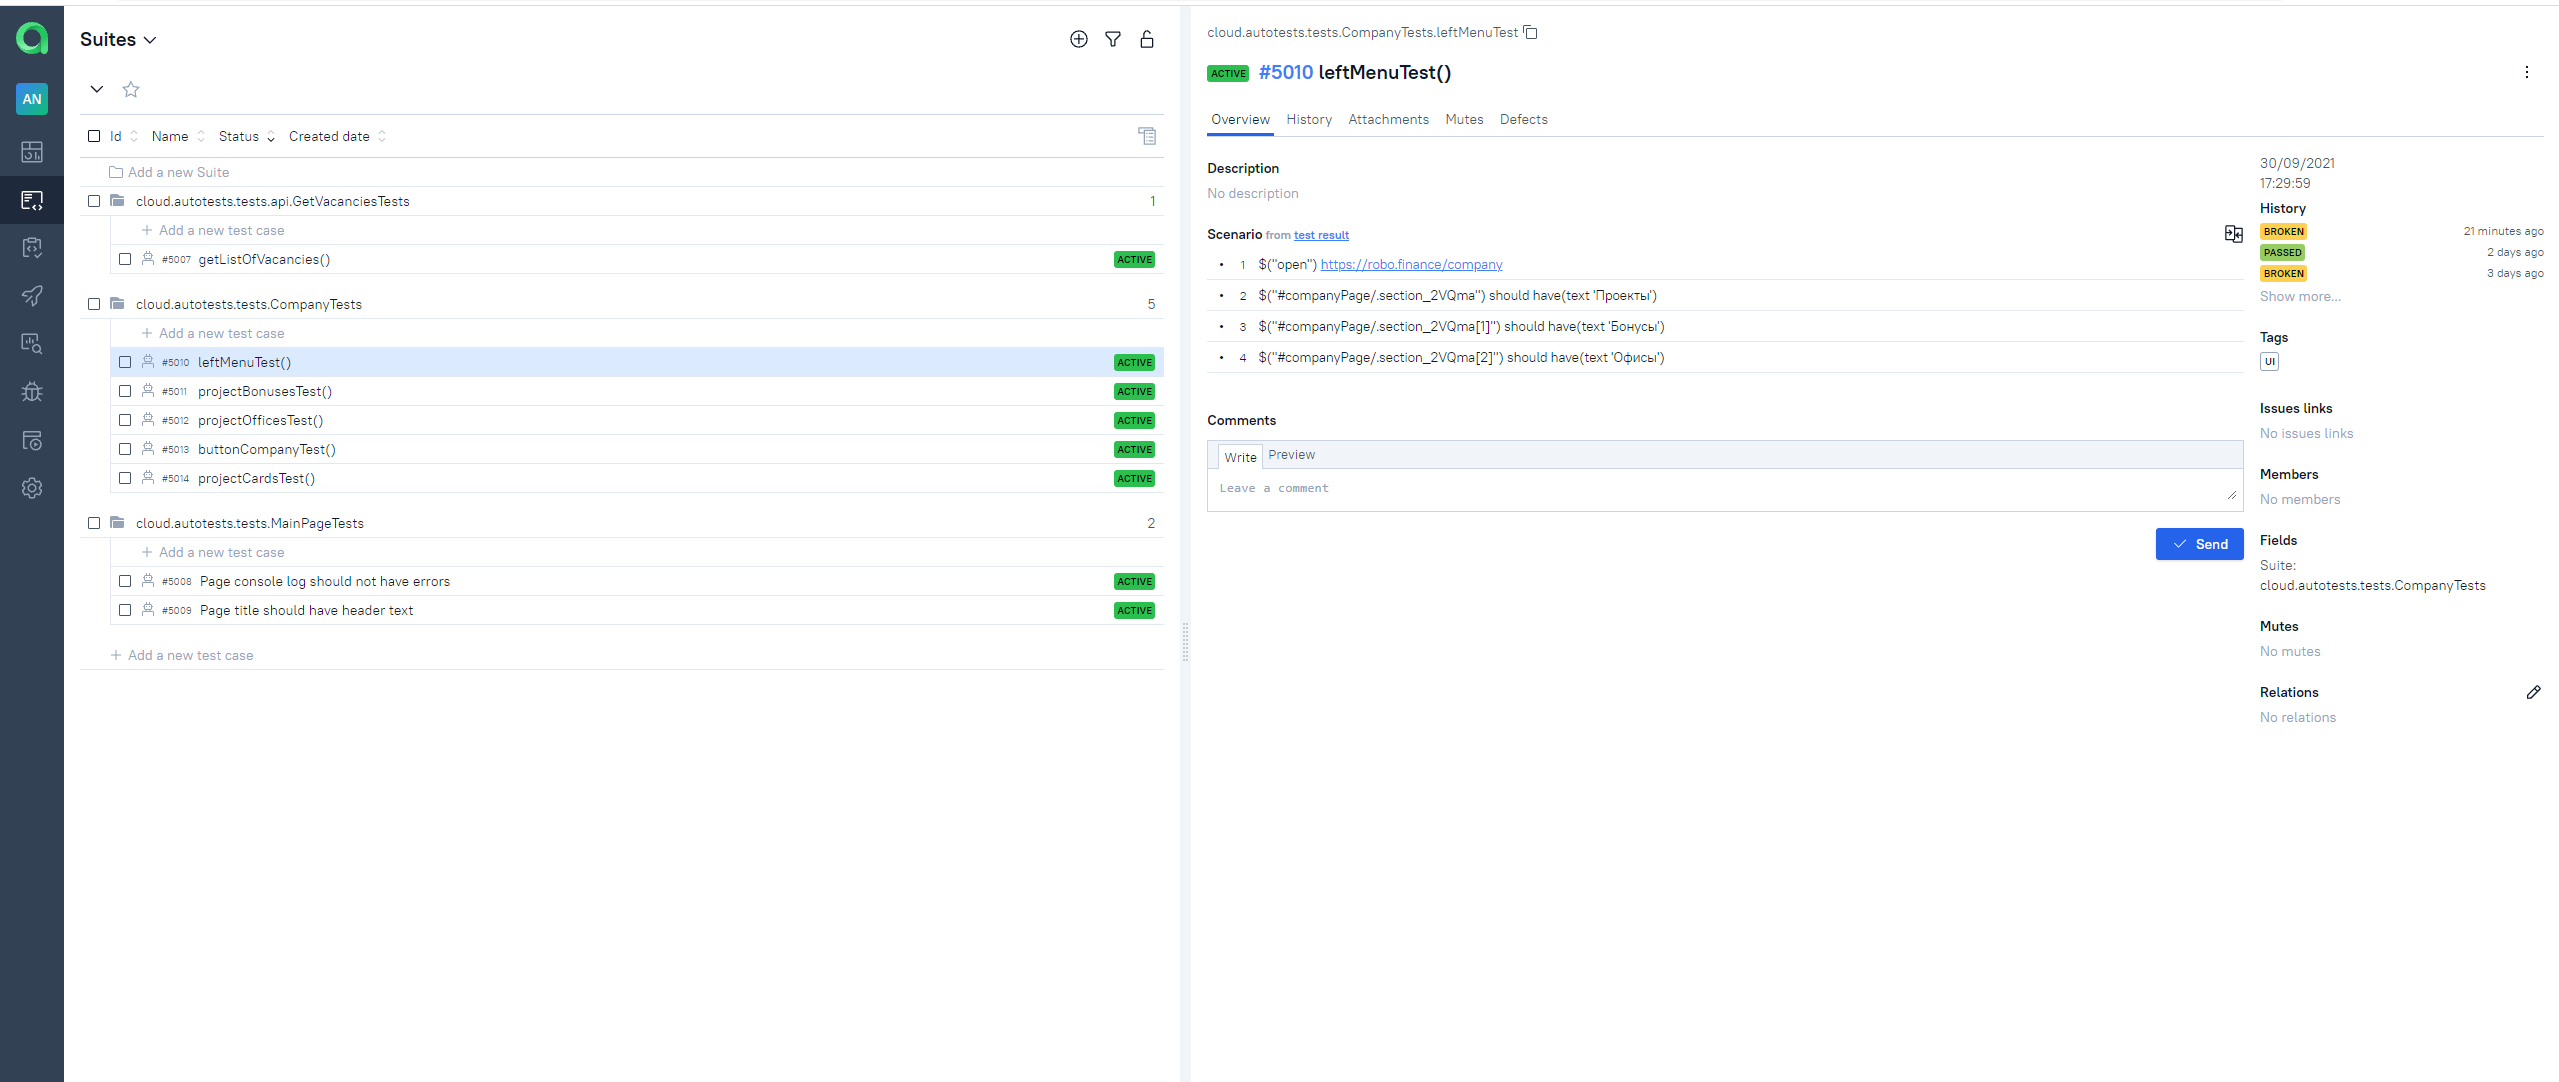 Suites
AN
Id Name Status Created date
Add a new Suite
cloud.autotests.tests.api.GetVacanciesTests 1
Add a new test case
#5007 getListOfVacancies() ACTIVE
cloud.autotests.tests.CompanyTests 5
Add a new test case
#5010 leftMenuTest() ACTIVE
#5011 projectBonusesTest() ACTIVE
#5012 projectOfficesTest() ACTIVE
#5013 buttonCompanyTest() ACTIVE
#5014 projectCardsTest() ACTIVE
cloud.autotests.tests.MainPageTests 2
Add a new test case
#5008 Page console log should not have errors ACTIVE
#5009 Page title should have header text ACTIVE
Add a new test case
cloud.autotests.tests.CompanyTests.leftMenuTest
ACTIVE #5010 leftMenuTest()
Overview History Attachments Mutes Defects
Description
No description
Scenario from test result
• 1 $("open") https://robo.finance/company
• 2 $("#companyPage/.section_2VQma") should have(text 'Проекты')
• 3 $("#companyPage/.section_2VQma[1]") should have(text 'Бонусы')
• 4 $("#companyPage/.section_2VQma[2]") should have(text 'Офисы')
Comments
Write Preview
Leave a comment
Send
30/09/2021
17:29:59
History
BROKEN 21 minutes ago
PASSED 2 days ago
BROKEN 3 days ago
Show more...
Tags
UI
Issues links
No issues links
Members
No members
Fields
Suite:
cloud.autotests.tests.CompanyTests
Mutes
No mutes
Relations
No relations